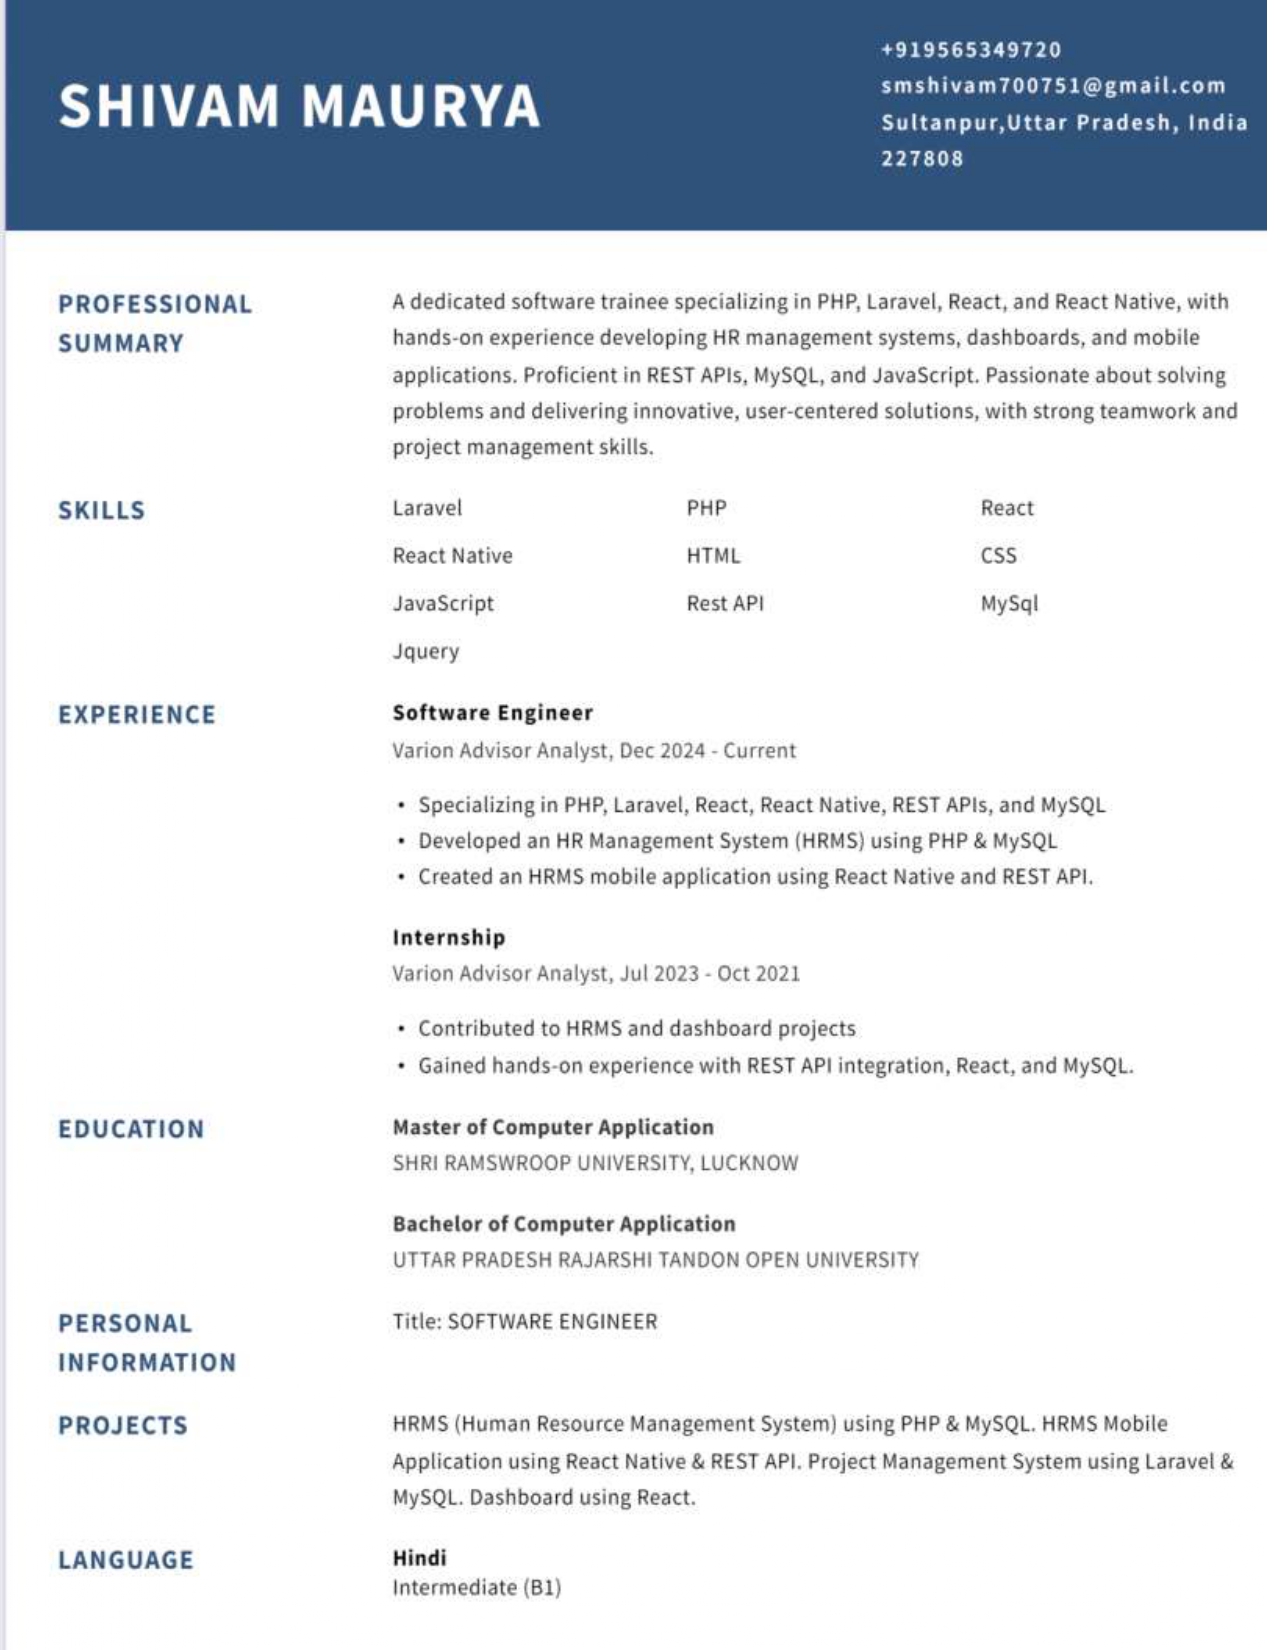 SHIVAM MAURYA
+919565349720
smshivam700751@gmail.com
Sultanpur,Uttar Pradesh, India
227808
PROFESSIONAL
SUMMARY
A dedicated software trainee specializing in PHP, Laravel, React, and React Native, with
hands-on experience developing HR management systems, dashboards, and mobile
applications. Proficient in REST APIs, MySQL, and JavaScript. Passionate about solving
problems and delivering innovative, user-centered solutions, with strong teamwork and
project management skills.
SKILLS
Laravel PHP React
React Native HTML CSS
JavaScript Rest API MySql
Jquery
EXPERIENCE
Software Engineer
Varion Advisor Analyst, Dec 2024 - Current
• Specializing in PHP, Laravel, React, React Native, REST APIs, and MySQL
• Developed an HR Management System (HRMS) using PHP & MySQL
• Created an HRMS mobile application using React Native and REST API.
Internship
Varion Advisor Analyst, Jul 2023 - Oct 2021
• Contributed to HRMS and dashboard projects
• Gained hands-on experience with REST API integration, React, and MySQL.
EDUCATION
Master of Computer Application
SHRI RAMSWROOP UNIVERSITY, LUCKNOW
Bachelor of Computer Application
UTTAR PRADESH RAJARSHI TANDON OPEN UNIVERSITY
PERSONAL
INFORMATION
Title: SOFTWARE ENGINEER
PROJECTS
HRMS (Human Resource Management System) using PHP & MySQL. HRMS Mobile
Application using React Native & REST API. Project Management System using Laravel &
MySQL. Dashboard using React.
LANGUAGE
Hindi
Intermediate (B1)